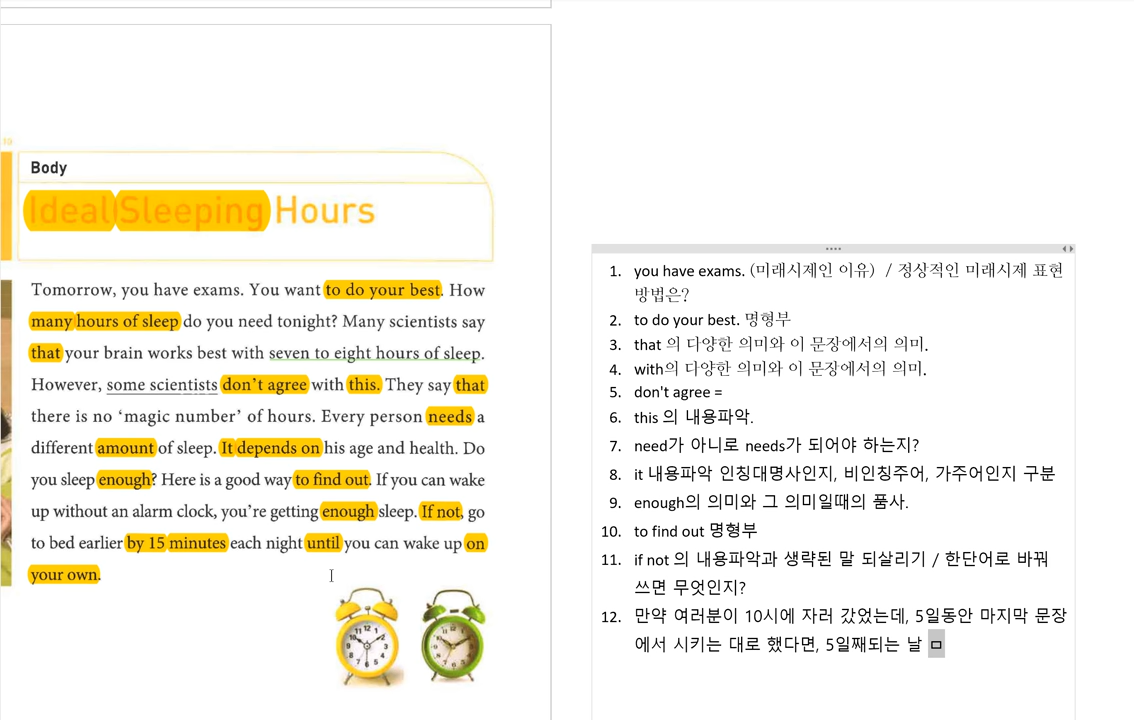 Body
Ideal Sleeping Hours
Tomorrow, you have exams. You want to do your best. How
many hours of sleep do you need tonight? Many scientists say
that your brain works best with seven to eight hours of sleep.
However, some scientists don't agree with this. They say that
there is no ‘magic number’ of hours. Every person needs a
different amount of sleep. It depends on his age and health. Do
you sleep enough? Here is a good way to find out. If you can wake
up without an alarm clock, you're getting enough sleep. If not, go
to bed earlier by 15 minutes each night until you can wake up on
your own.
1. you have exams. (미래시제인 이유) / 정상적인 미래시제 표현
방법은?
2. to do your best. 명형부
3. that 의 다양한 의미와 이 문장에서의 의미.
4. with의 다양한 의미와 이 문장에서의 의미.
5. don't agree =
6. this 의 내용파악.
7. need가 아니로 needs가 되어야 하는지?
8. it 내용파악 인칭대명사인지, 비인칭주어, 가주어인지 구분
9. enough의 의미와 그 의미일때의 품사.
10. to find out 명형부
11. if not 의 내용파악과 생략된 말 되살리기 / 한단어로 바꿔
쓰면 무엇인지?
12. 만약 여러분이 10시에 자러 갔었는데, 5일동안 마지막 문장
에서 시키는 대로 했다면, 5일째되는 날 ㅁ